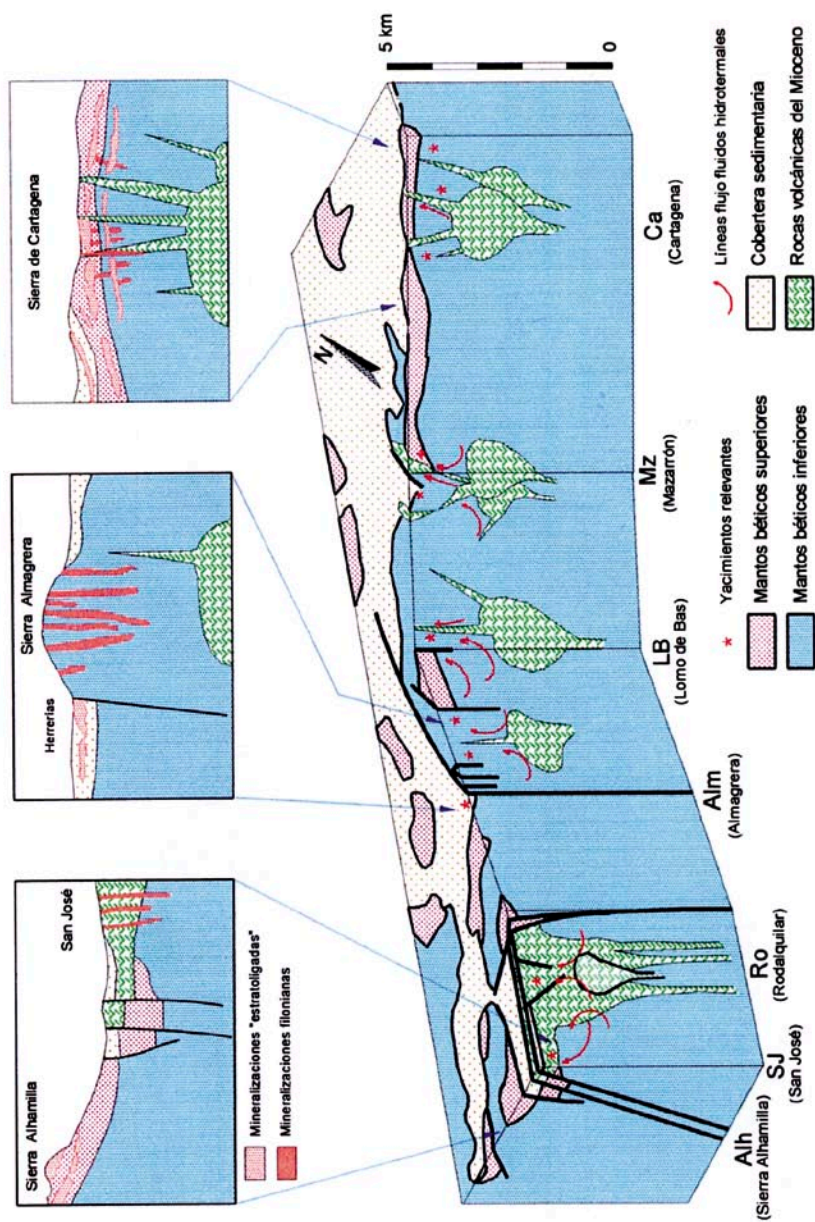 Sierra Alhamilla
San José
Mineralizaciones "estratoligadas"
Mineralizaciones filonianas
Sierra Almagrera
Herrerías
Sierra de Cartagena
N
5 km
0
Alh
(Sierra Alhamilla)
SJ
(San José)
Ro
(Rodalquilar)
Alm
(Almagrera)
LB
(Lomo de Bas)
Mz
(Mazarrón)
Ca
(Cartagena)
Yacimientos relevantes
Mantos béticos superiores
Mantos béticos inferiores
Líneas flujo fluidos hidrotermales
Cobertera sedimentaria
Rocas volcánicas del Mioceno